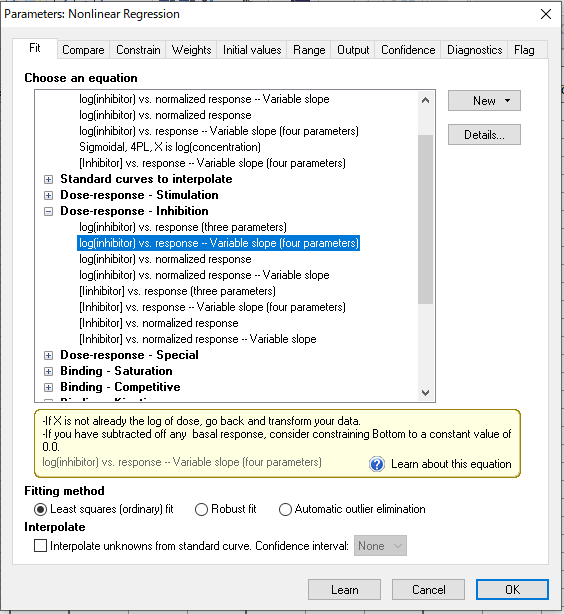 Parameters: Nonlinear Regression
Fit Compare Constrain Weights Initial values Range Output Confidence Diagnostics Flag
Choose an equation
log(inhibitor) vs. normalized response -- Variable slope
log(inhibitor) vs. normalized response
log(inhibitor) vs. response -- Variable slope (four parameters)
Sigmoidal, 4PL, X is log(concentration)
[Inhibitor] vs. response -- Variable slope (four parameters)
Standard curves to interpolate
Dose-response - Stimulation
Dose-response - Inhibition
log(inhibitor) vs. response (three parameters)
log(inhibitor) vs. response -- Variable slope (four parameters)
log(inhibitor) vs. normalized response
log(inhibitor) vs. normalized response -- Variable slope
[Iinhibitor] vs. response (three parameters)
[Inhibitor] vs. response -- Variable slope (four parameters)
[Inhibitor] vs. normalized response
[Inhibitor] vs. normalized response -- Variable slope
Dose-response - Special
Binding - Saturation
Binding - Competitive
New
Details...
-If X is not already the log of dose, go back and transform your data.
-If you have subtracted off any basal response, consider constraining Bottom to a constant value of
0.0.
log(inhibitor) vs. response -- Variable slope (four parameters)
Learn about this equation
Fitting method
Least squares (ordinary) fit Robust fit Automatic outlier elimination
Interpolate
Interpolate unknowns from standard curve. Confidence interval: None
Learn Cancel OK